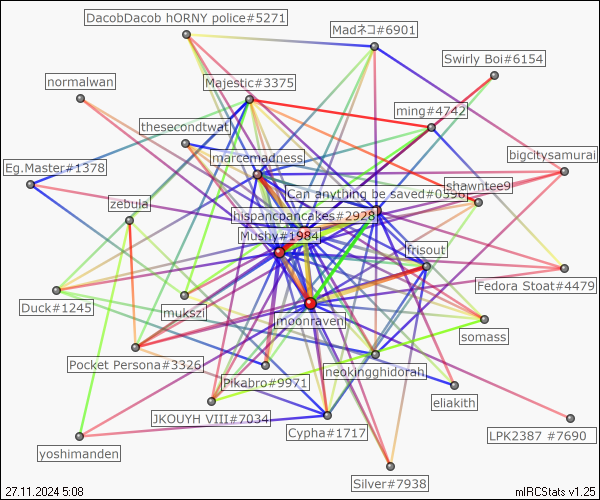 DacobDacob hORNY police#5271
Madネコ#6901
Swirly Boi#6154
normalwan
Majestic#3375
ming#4742
thesecondtwat
marcemadness
bigcitysamurai
Eg.Master#1378
Can anything be saved#0596
shawntee9
zebula
hispanicpancakes#2928
Mushy#1984
frisout
Fedora Stoat#4479
Duck#1245
mukszi
moonraven
somass
Pocket Persona#3326
neokingghidorah
Pikabro#9971
eliakith
JKOUYH VIII#7034
Cypha#1717
LPK2387 #7690
yoshimanden
Silver#7938
27.11.2024 5:08
mIRCStats v1.25